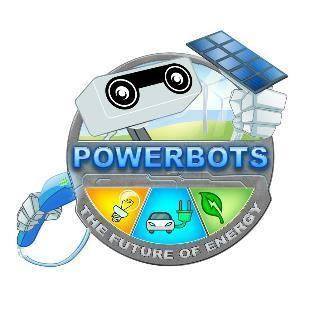 POWERBOTS
THE FUTURE OF ENERGY